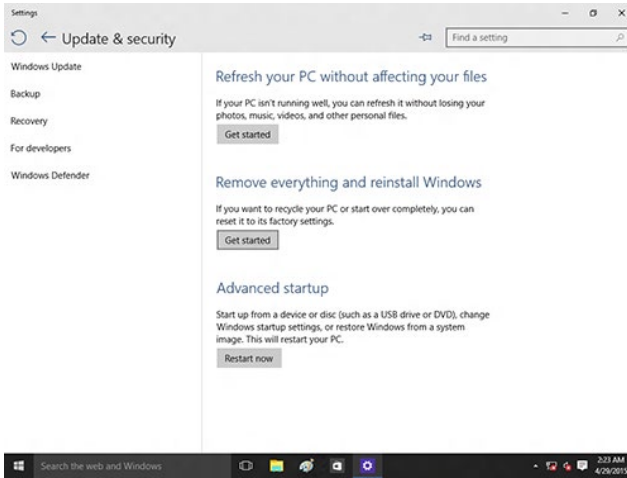 Settings
Update & security
Find a setting
Windows Update
Backup
Recovery
For developers
Windows Defender
Refresh your PC without affecting your files
If your PC isn't running well, you can refresh it without losing your
photos, music, videos, and other personal files.
Get started
Remove everything and reinstall Windows
If you want to recycle your PC or start over completely, you can
reset it to its factory settings.
Get started
Advanced startup
Start up from a device or disc (such as a USB drive or DVD), change
Windows startup settings, or restore Windows from a system
image. This will restart your PC.
Restart now
Search the web and Windows
2:23 AM
4/29/2015